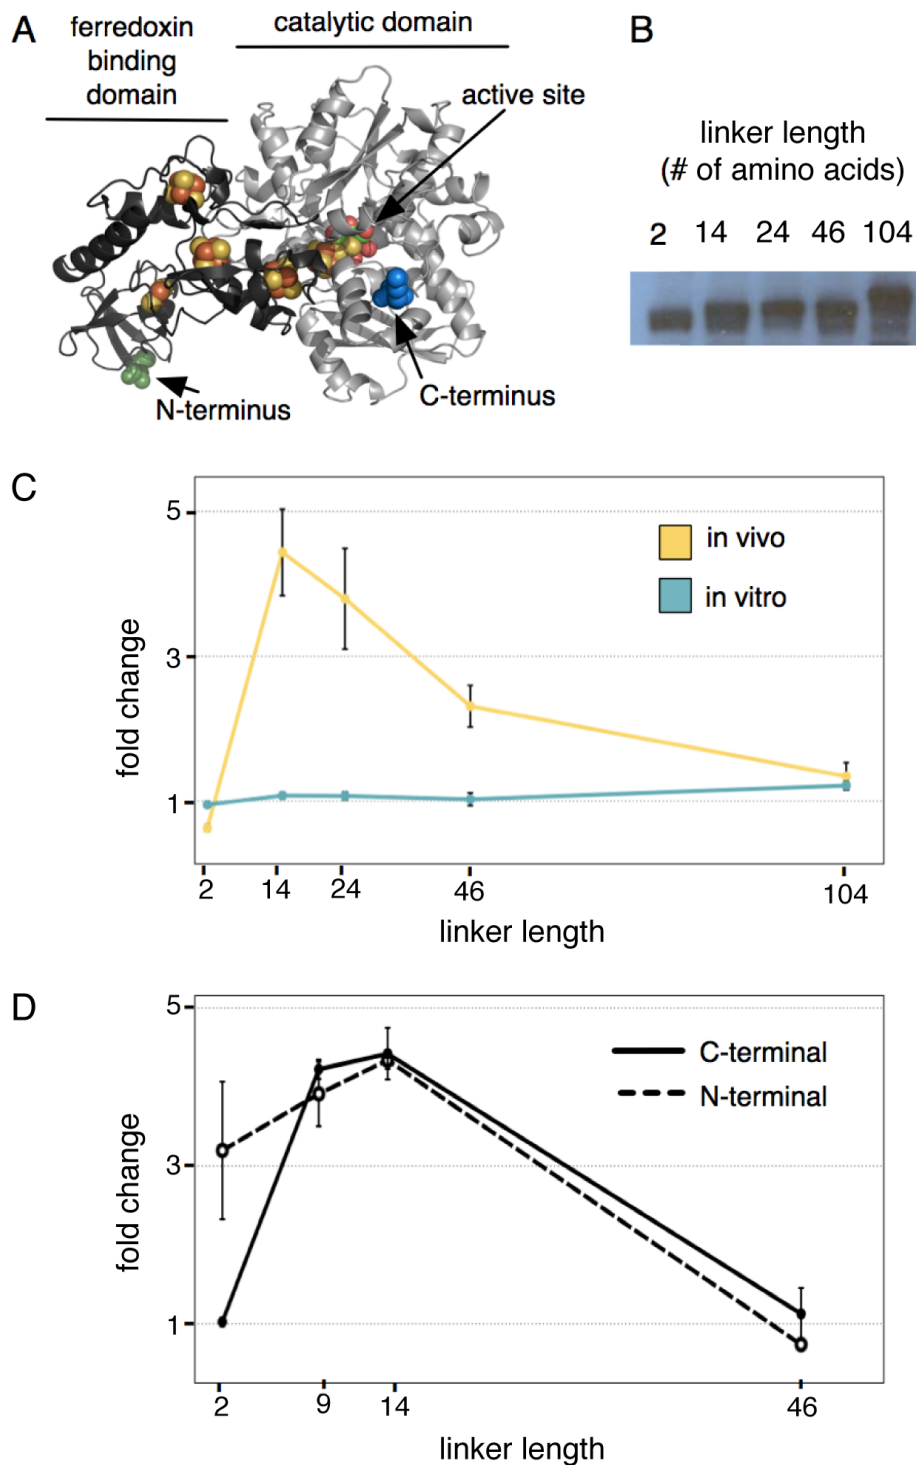 A
ferredoxin
binding
domain
catalytic domain
active site
N-terminus
C-terminus
B
linker length
(# of amino acids)
2 14 24 46 104
C
5
3
1
fold change
in vivo
in vitro
2 14 24 46 104
linker length
D
5
3
1
fold change
C-terminal
N-terminal
2 9 14 46
linker length